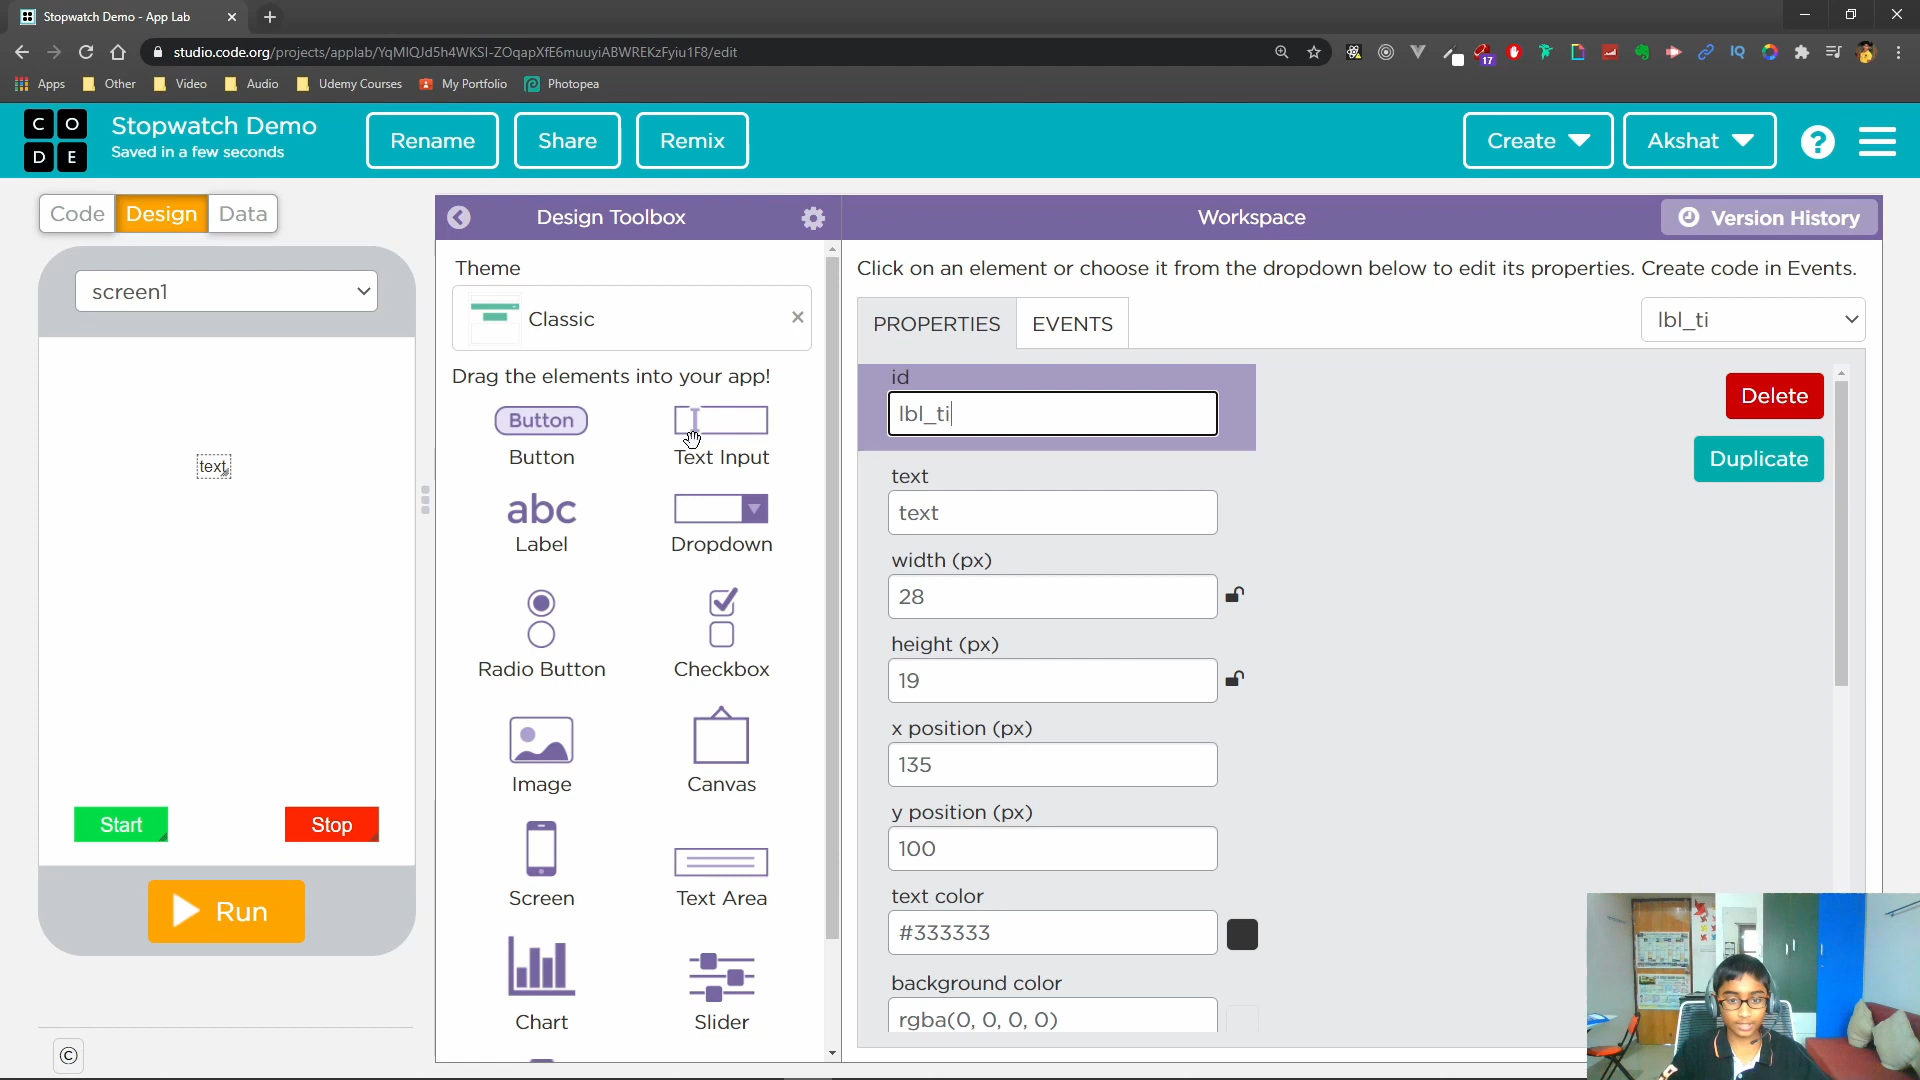 Stopwatch Demo - App Lab
studio.code.org/projects/applab/YqMIQJd5h4WKSI-ZOqapXfE6muuyiABWREKzFyiu1F8/edit
17
IQ
Apps
Other
Video
Audio
Udemy Courses
My Portfolio
Photopea
CO
DE
Stopwatch Demo
Saved in a few seconds
Rename
Share
Remix
Create
Akshat
?
Code
Design
Data
Design Toolbox
Workspace
Version History
screen1
Theme
Classic
Drag the elements into your app!
Button
Button
Text Input
abc
Label
Dropdown
Radio Button
Checkbox
Image
Canvas
Screen
Text Area
Chart
Slider
text
Start
Stop
Run
©
Click on an element or choose it from the dropdown below to edit its properties. Create code in Events.
PROPERTIES
EVENTS
lbl_ti
id
lbl_ti
Delete
Duplicate
text
text
width (px)
28
height (px)
19
x position (px)
135
y position (px)
100
text color
#333333
background color
rgba(0, 0, 0, 0)